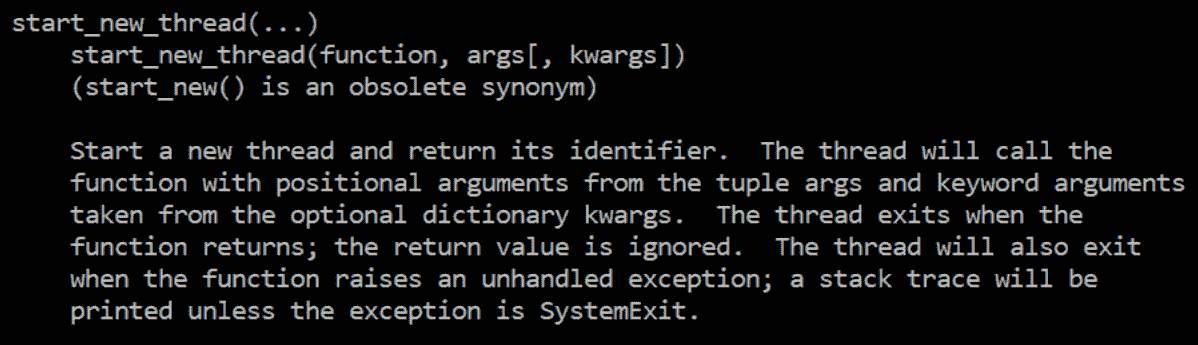 start_new_thread(...)
start_new_thread(function, args[, kwargs])
(start_new() is an obsolete synonym)
Start a new thread and return its identifier.  The thread will call the
function with positional arguments from the tuple args and keyword arguments
taken from the optional dictionary kwargs.  The thread exits when the
function returns; the return value is ignored.  The thread will also exit
when the function raises an unhandled exception; a stack trace will be
printed unless the exception is SystemExit.